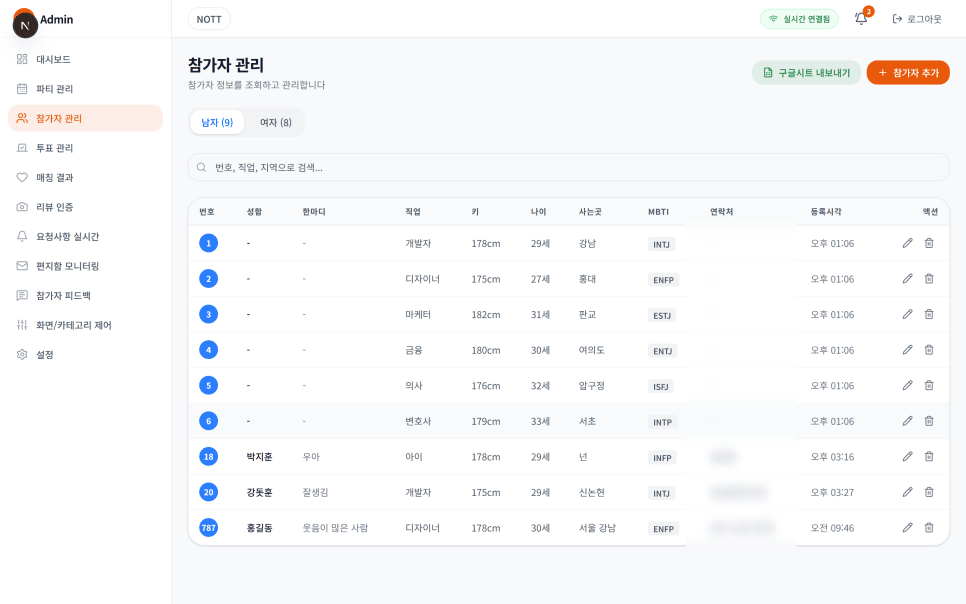 N Admin
대시보드
파티 관리
참가자 관리
투표 관리
매칭 결과
리뷰 인증
요청사항 실시간
편지함 모니터링
참가자 피드백
화면/카테고리 제어
설정
NOTT
실시간 연결됨
2
로그아웃
참가자 관리
참가자 정보를 조회하고 관리합니다
구글시트 내보내기
+ 참가자 추가
남자 (9) 여자 (8)
번호, 직업, 지역으로 검색...
번호 성함 한마디 직업 키 나이 사는곳 MBTI 연락처 등록시각 액션
1 - - 개발자 178cm 29세 강남 INTJ 오후 01:06
2 - - 디자이너 175cm 27세 홍대 ENFP 오후 01:06
3 - - 마케터 182cm 31세 판교 ESTJ 오후 01:06
4 - - 금융 180cm 30세 여의도 ENTJ 오후 01:06
5 - - 의사 176cm 32세 압구정 ISFJ 오후 01:06
6 - - 변호사 179cm 33세 서초 INTP 오후 01:06
18 박지훈 우아 아이 178cm 29세 넌 INFP 오후 03:16
20 강돗훈 잘생김 개발자 175cm 29세 신논현 INTJ 오후 03:27
787 홍길동 웃음이 많은 사람 디자이너 178cm 30세 서울 강남 ENFP 오전 09:46